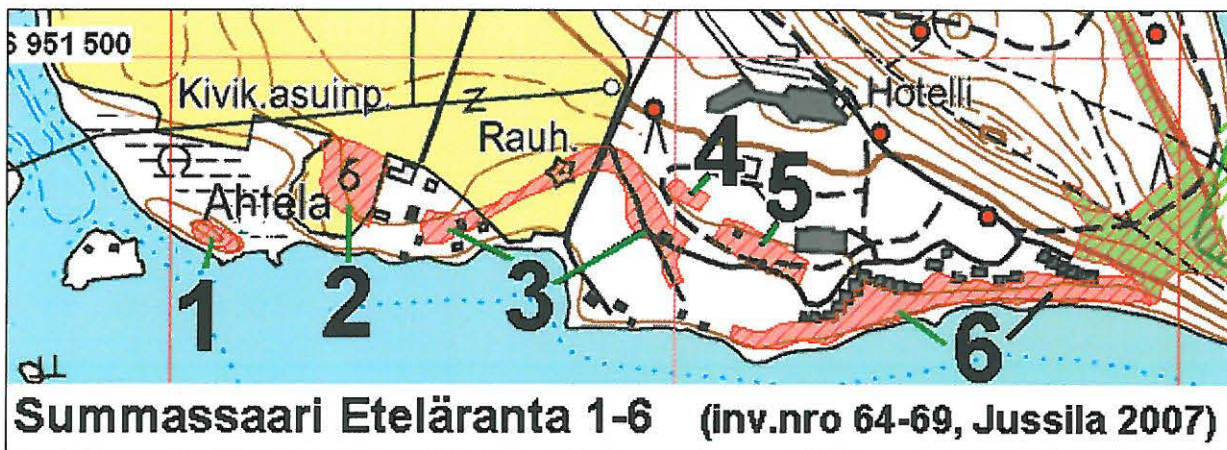 6 951 500
Kivik.asuinp.
Z
Hotelli
Rauh.
4
6
5
Ahtela
1
2
3
6
Summassaari Eteläranta 1-6 (inv.nro 64-69, Jussila 2007)